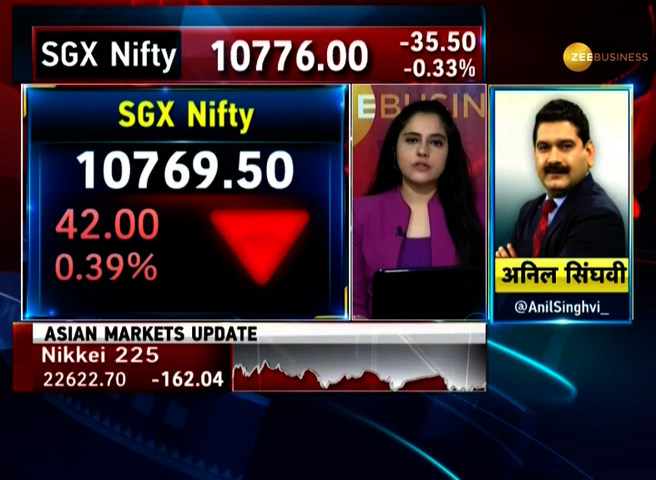 SGX Nifty
10776.00
-35.50
-0.33%
ZEEBUSINESS
SGX Nifty
10769.50
42.00
0.39%
EBUSIN
अनिल सिंघवी
@AnilSinghvi_
ASIAN MARKETS UPDATE
Nikkei 225
22622.70 -162.04